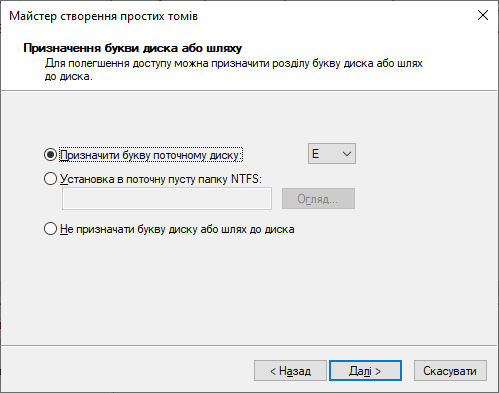 Майстер створення простих томів
Призначення букви диска або шляху
Для полегшення доступу можна призначити розділу букву диска або шлях
до диска.
Призначити букву поточному диску:
E
Установка в поточну пусту папку NTFS:
Огляд...
Не призначати букву диску або шлях до диска
< Назад
Далі >
Скасувати